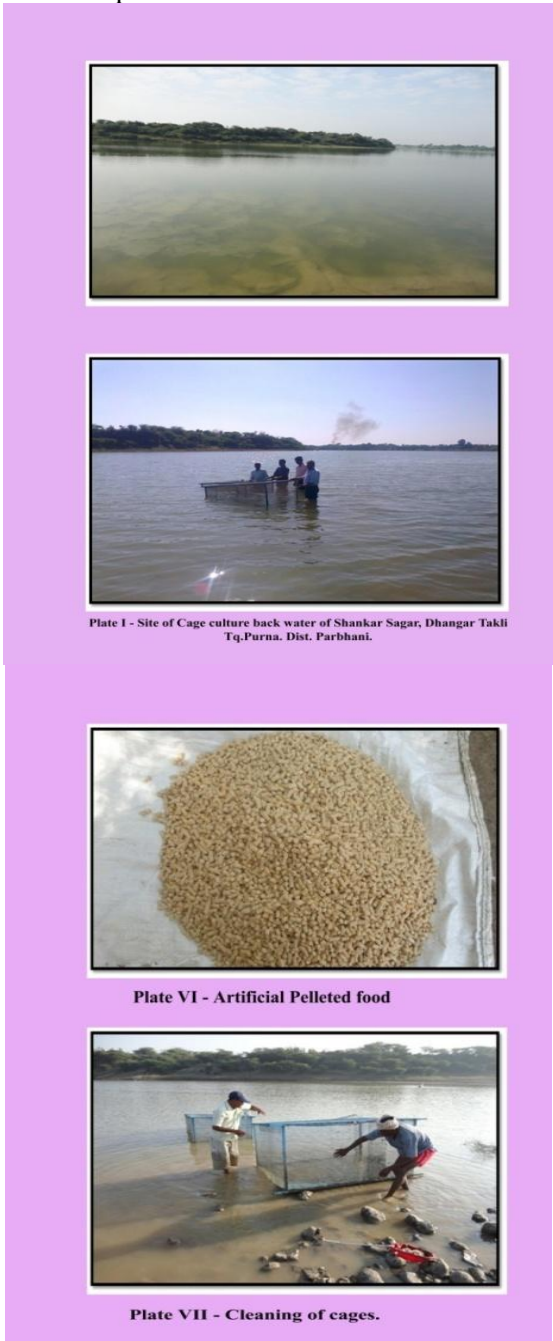 Plate I - Site of Cage culture back water of Shankar Sagar, Dhangar Takli
Tq.Purna. Dist. Parbhani.
Plate VI - Artificial Pelleted food
Plate VII - Cleaning of cages.